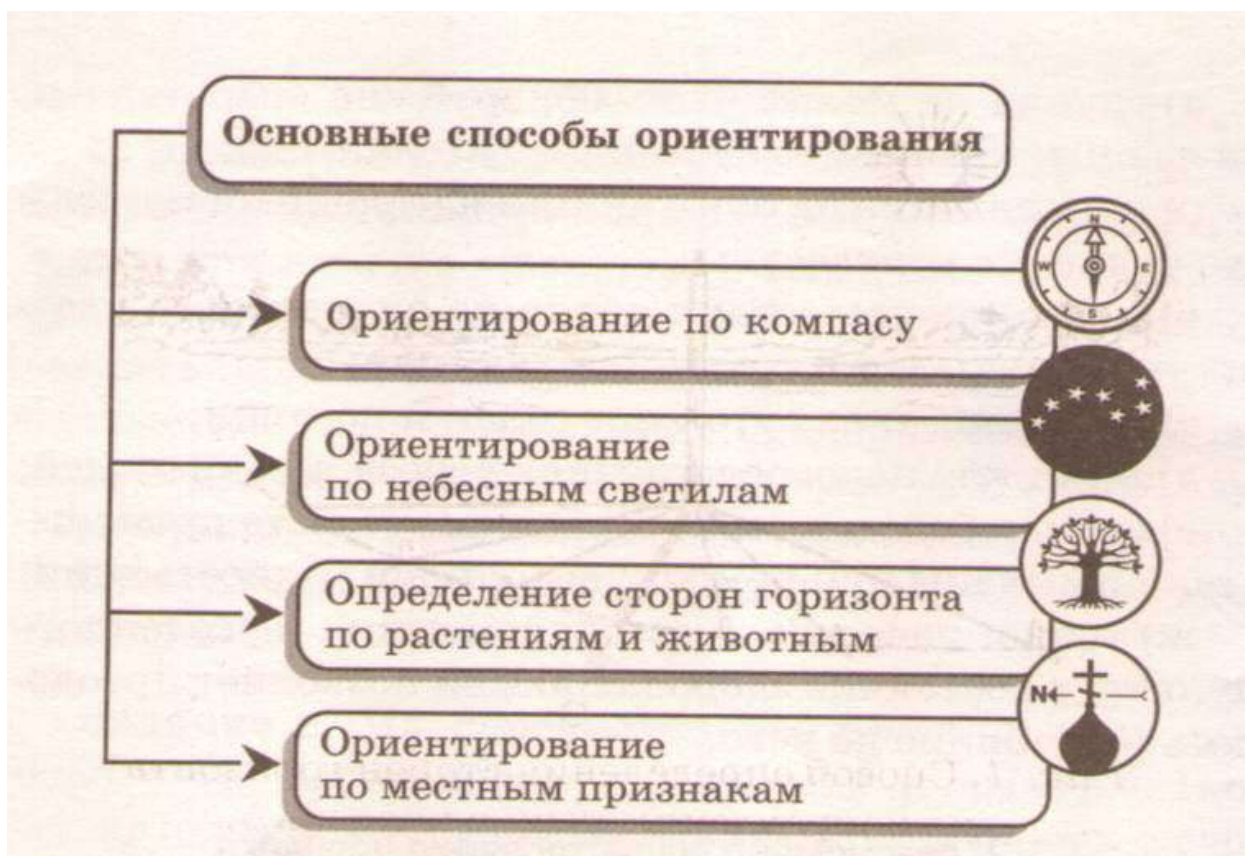 Основные способы ориентирования
Ориентирование по компасу
N
W
E
S
Ориентирование
по небесным светилам
Определение сторон горизонта
по растениям и животным
N
Ориентирование
по местным признакам